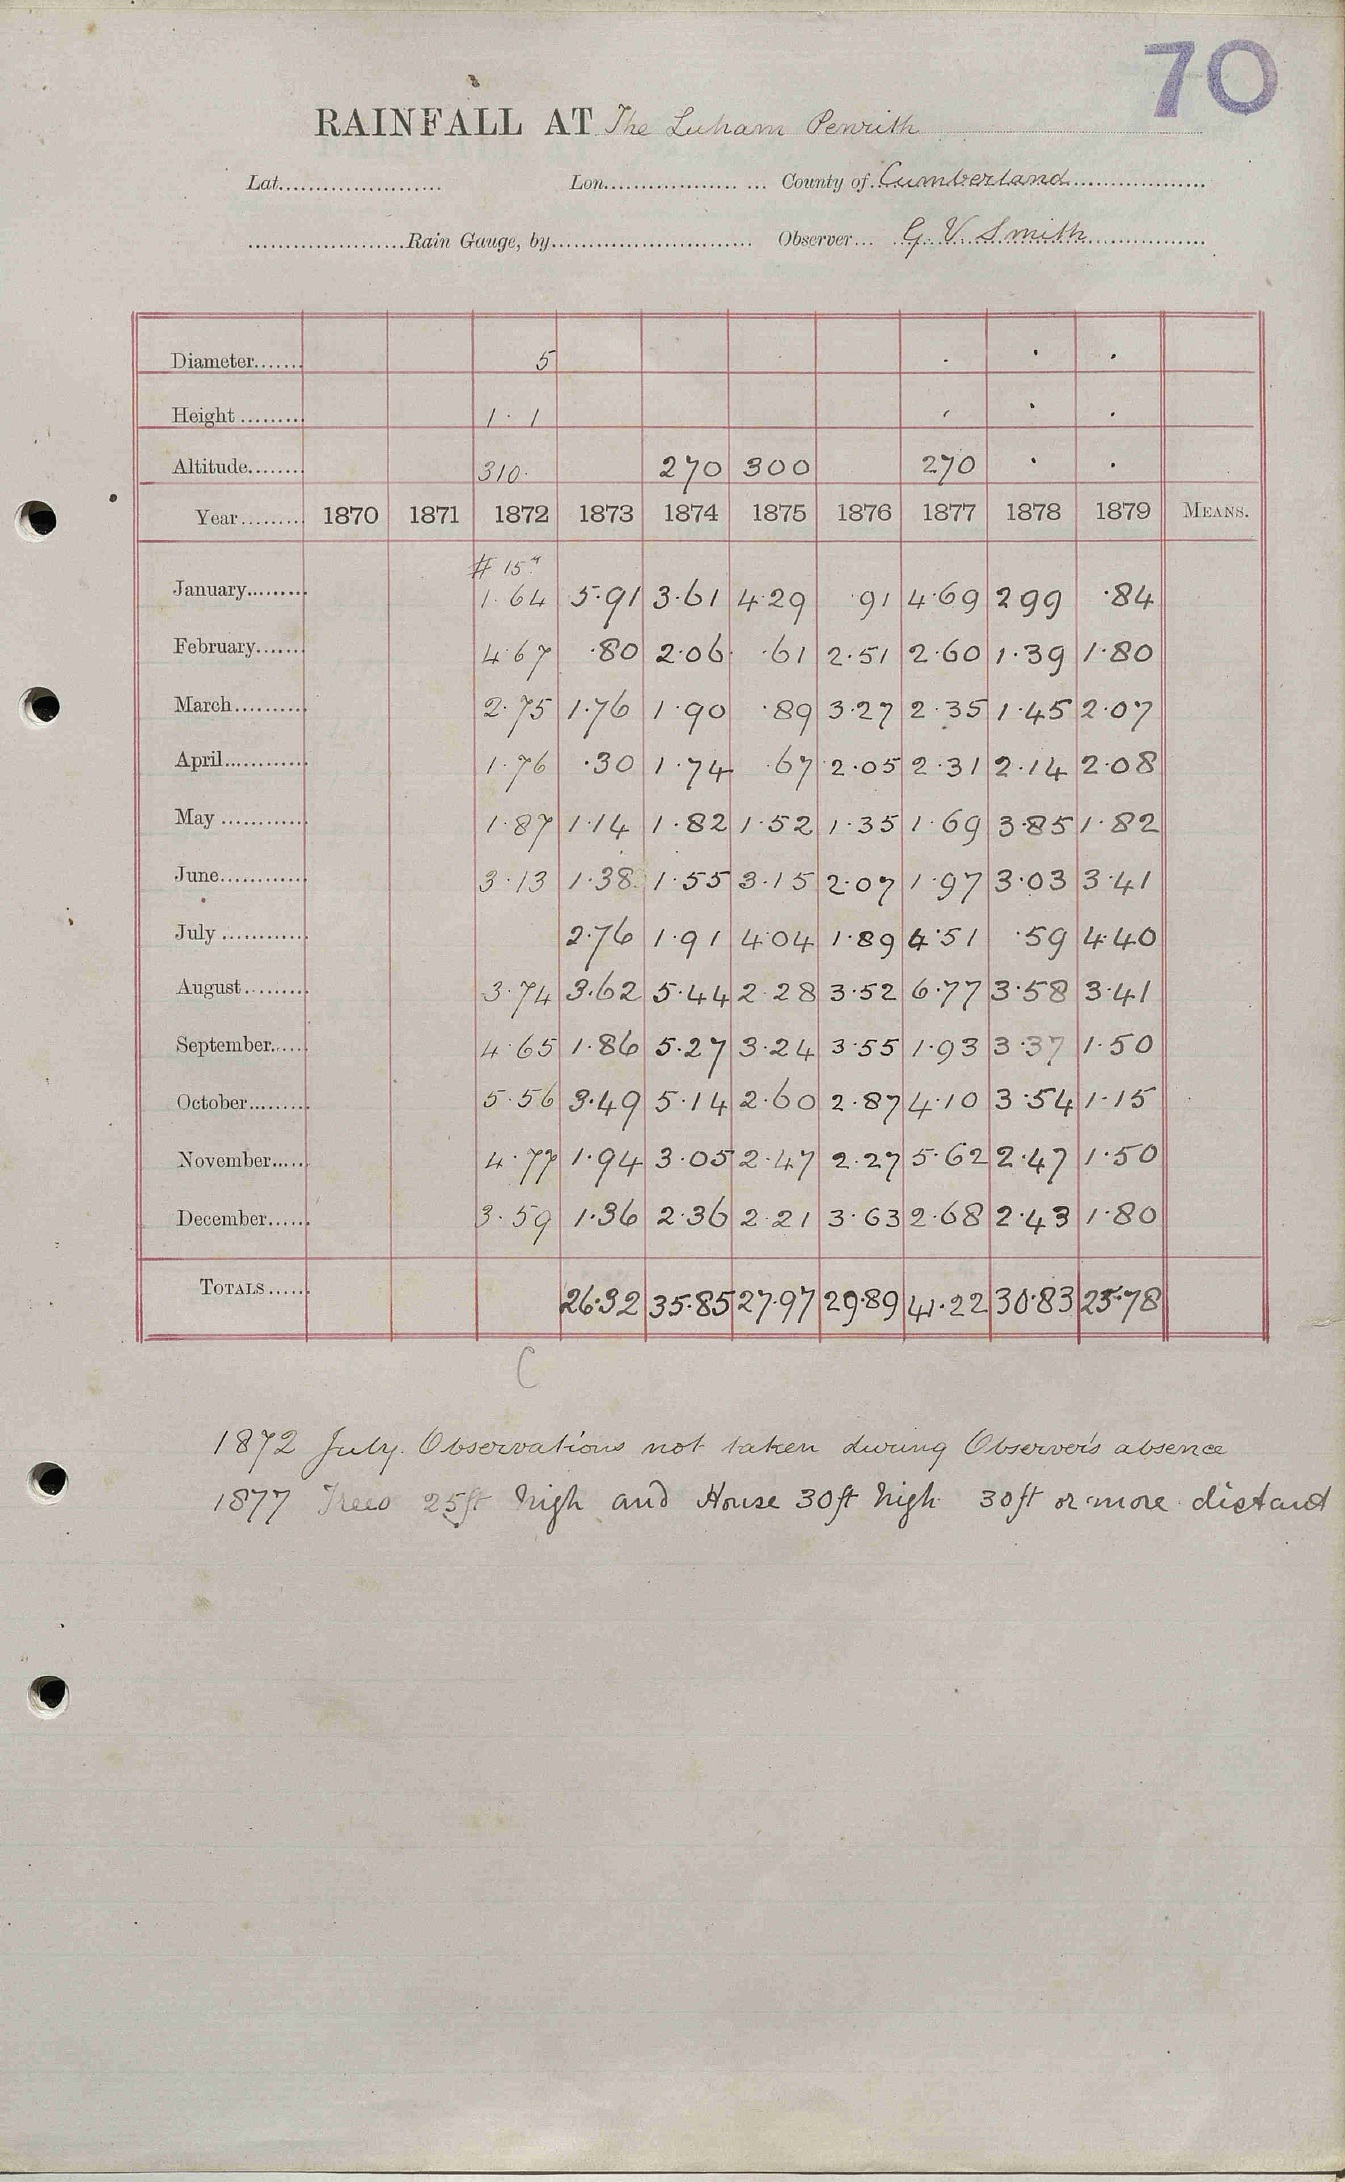 70
RAINFALL AT The Luham Penrith
Lat...................... Lon.................. ... County of Cumberland
......................Rain Gauge, by........................... Observer... G. V. Smith
Diameter....... 5 . . .
Height ......... 1 . 1 ' . .
Altitude........ 310. 270 300 270 . .
Year......... 1870 1871 1872 1873 1874 1875 1876 1877 1878 1879 MEANS.
# 15"
January......... 1.64 5.91 3.61 4.29 .91 4.69 2.99 .84
February....... 4.67 .80 2.06 .61 2.51 2.60 1.39 1.80
March.......... 2.75 1.76 1.90 .89 3.27 2.35 1.45 2.07
April............ 1.76 .30 1.74 .67 2.05 2.31 2.14 2.08
May ............ 1.87 1.14 1.82 1.52 1.35 1.69 3.85 1.82
June............ 3.13 1.38 1.55 3.15 2.07 1.97 3.03 3.41
July ............ 2.76 1.91 4.04 1.89 6.51 .59 4.40
August......... 3.74 3.62 5.44 2.28 3.52 6.77 3.58 3.41
September...... 4.65 1.86 5.27 3.24 3.55 1.93 3.37 1.50
October......... 5.56 3.49 5.14 2.60 2.87 4.10 3.54 1.15
November...... 4.77 1.94 3.05 2.47 2.27 5.62 2.47 1.50
December...... 3.59 1.36 2.36 2.21 3.63 2.68 2.43 1.80
TOTALS...... 26.32 35.85 27.97 29.89 41.22 30.83 25.78
C
1872 July. Observations not taken during Observer's absence
1877 Trees 25ft high and House 30ft high 30ft or more distant